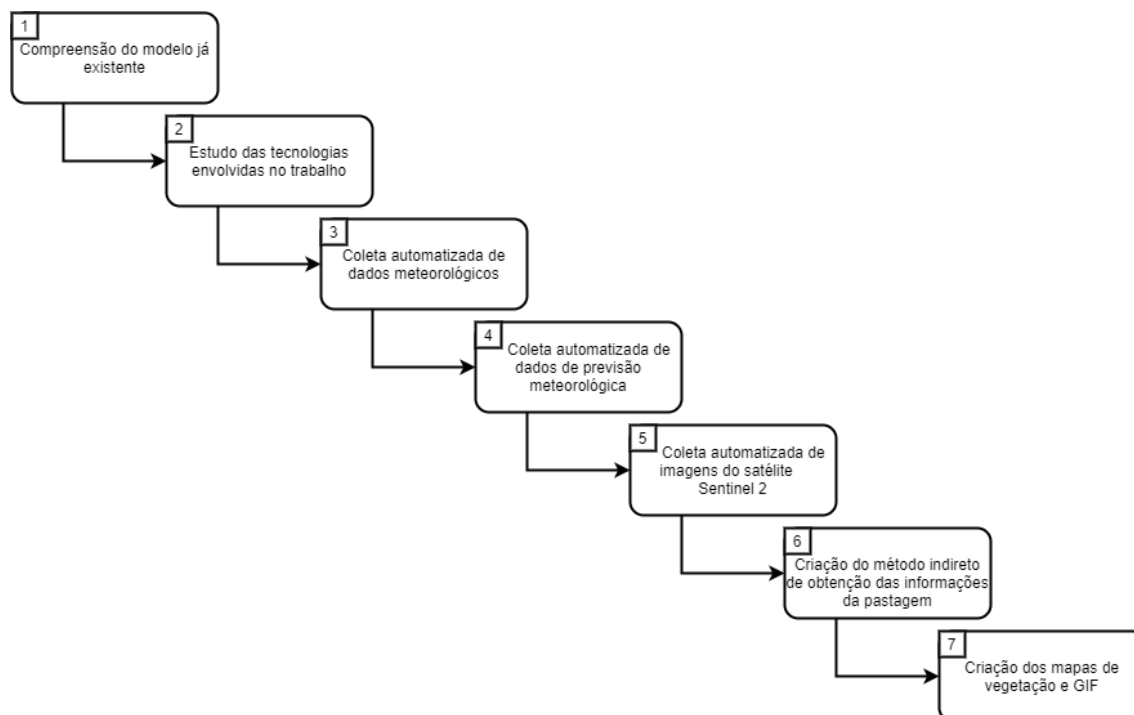 1
Compreensão do modelo já
existente
2
Estudo das tecnologias
envolvidas no trabalho
3
Coleta automatizada de
dados meteorológicos
4
Coleta automatizada de
dados de previsão
meteorológica
5
Coleta automatizada de
imagens do satélite
Sentinel 2
6
Criação do método indireto
de obtenção das informações
da pastagem
7
Criação dos mapas de
vegetação e GIF